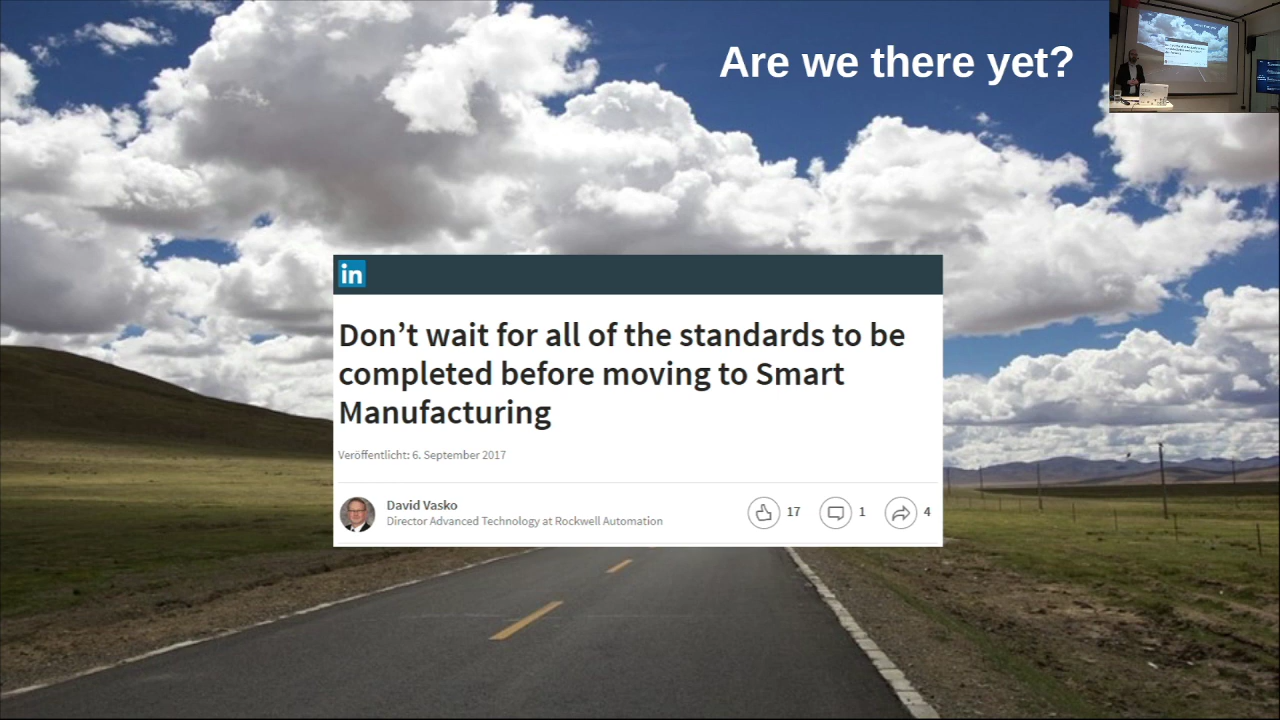 Are we there yet?
in
Don’t wait for all of the standards to be
completed before moving to Smart
Manufacturing
Veröffentlicht: 6. September 2017
David Vasko
Director Advanced Technology at Rockwell Automation
17
1
4